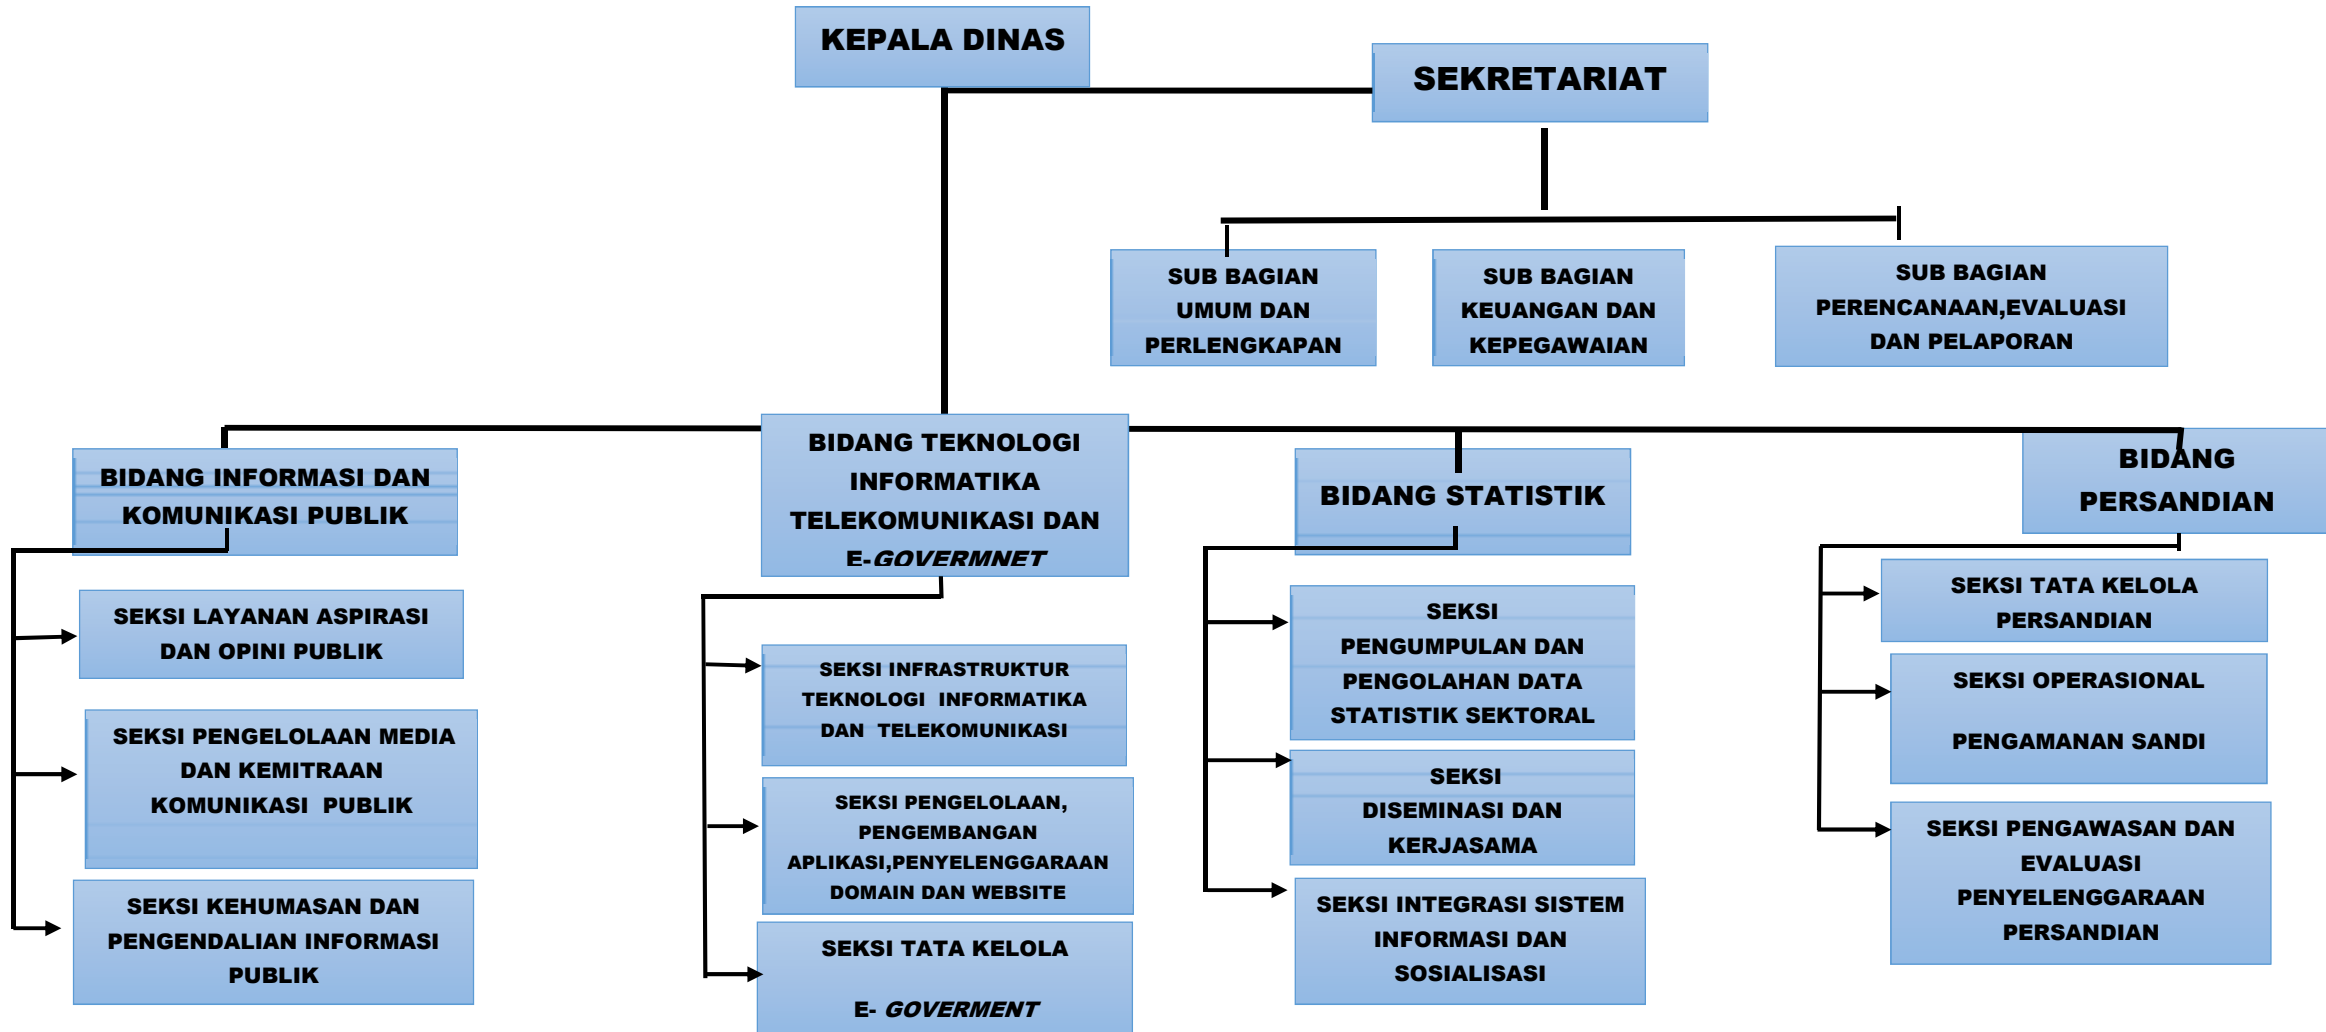 KEPALA DINAS
SEKRETARIAT
SUB BAGIAN
UMUM DAN
PERLENGKAPAN
SUB BAGIAN
KEUANGAN DAN
KEPEGAWAIAN
SUB BAGIAN
PERENCANAAN,EVALUASI
DAN PELAPORAN
BIDANG INFORMASI DAN
KOMUNIKASI PUBLIK
SEKSI LAYANAN ASPIRASI
DAN OPINI PUBLIK
SEKSI PENGELOLAAN MEDIA
DAN KEMITRAAN
KOMUNIKASI PUBLIK
SEKSI KEHUMASAN DAN
PENGENDALIAN INFORMASI
PUBLIK
BIDANG TEKNOLOGI
INFORMATIKA
TELEKOMUNIKASI DAN
E-GOVERMNET
SEKSI INFRASTRUKTUR
TEKNOLOGI INFORMATIKA
DAN TELEKOMUNIKASI
SEKSI PENGELOLAAN,
PENGEMBANGAN
APLIKASI,PENYELENGGARAAN
DOMAIN DAN WEBSITE
SEKSI TATA KELOLA
E- GOVERMENT
BIDANG STATISTIK
SEKSI
PENGUMPULAN DAN
PENGOLAHAN DATA
STATISTIK SEKTORAL
SEKSI
DISEMINASI DAN
KERJASAMA
SEKSI INTEGRASI SISTEM
INFORMASI DAN
SOSIALISASI
BIDANG
PERSANDIAN
SEKSI TATA KELOLA
PERSANDIAN
SEKSI OPERASIONAL
PENGAMANAN SANDI
SEKSI PENGAWASAN DAN
EVALUASI
PENYELENGGARAAN
PERSANDIAN